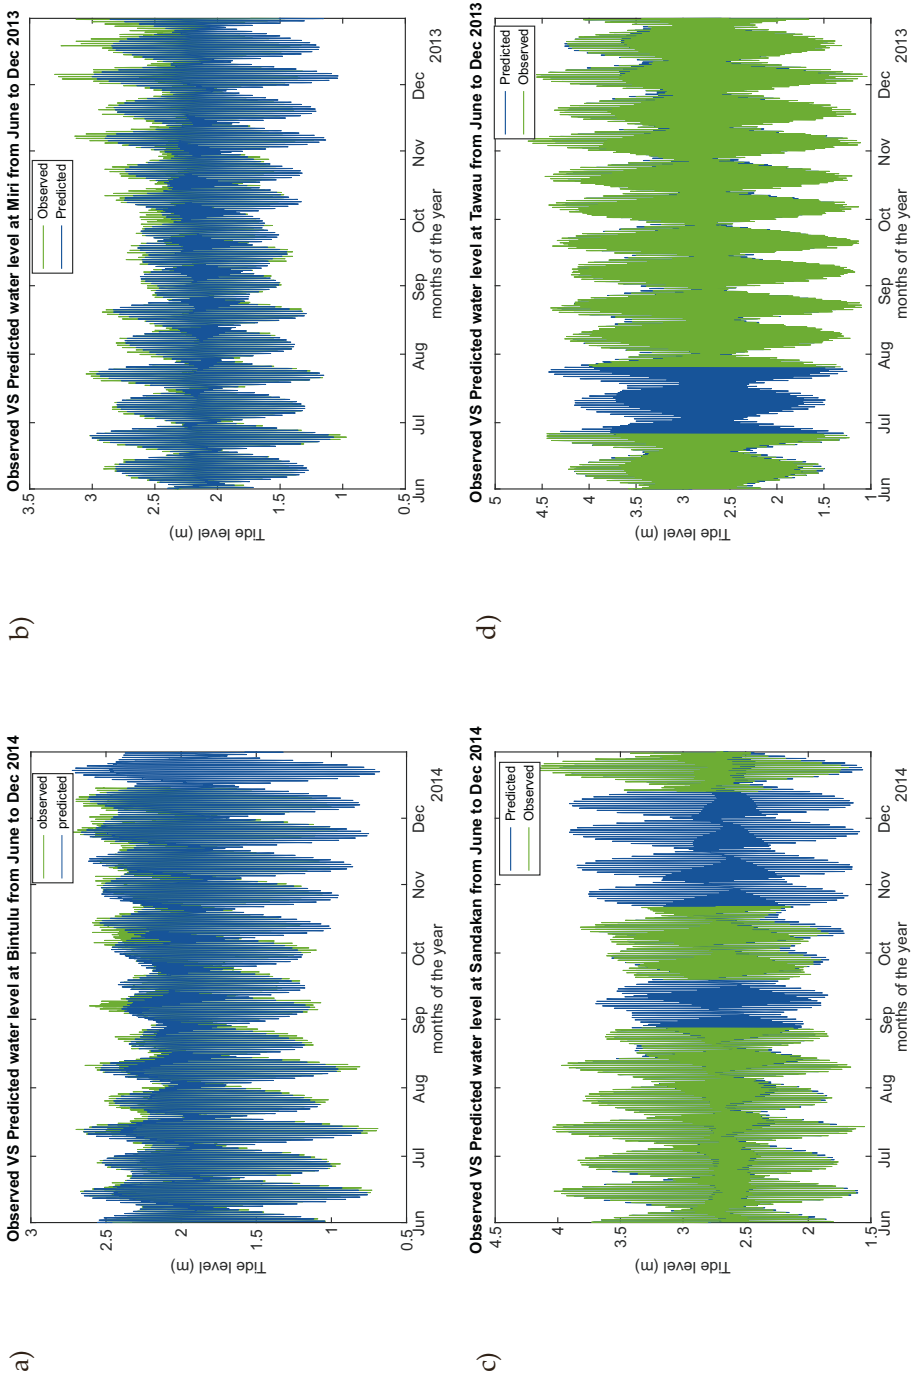 a)
Observed VS Predicted water level at Bintulu from June to Dec 2014
observed
predicted
Tide level (m)
3
2.5
2
1.5
1
0.5
Jun
Jul
Aug
Sep
Oct
Nov
Dec
months of the year
2014
b)
Observed VS Predicted water level at Miri from June to Dec 2013
Observed
Predicted
Tide level (m)
3.5
3
2.5
2
1.5
1
0.5
Jun
Jul
Aug
Sep
Oct
Nov
Dec
months of the year
2013
c)
Observed VS Predicted water level at Sandakan from June to Dec 2014
Predicted
Observed
Tide level (m)
4.5
4
3.5
3
2.5
2
1.5
Jun
Jul
Aug
Sep
Oct
Nov
Dec
months of the year
2014
d)
Observed VS Predicted water level at Tawau from June to Dec 2013
Predicted
Observed
Tide level (m)
5
4.5
4
3.5
3
2.5
2
1.5
1
Jun
Jul
Aug
Sep
Oct
Nov
Dec
months of the year
2013